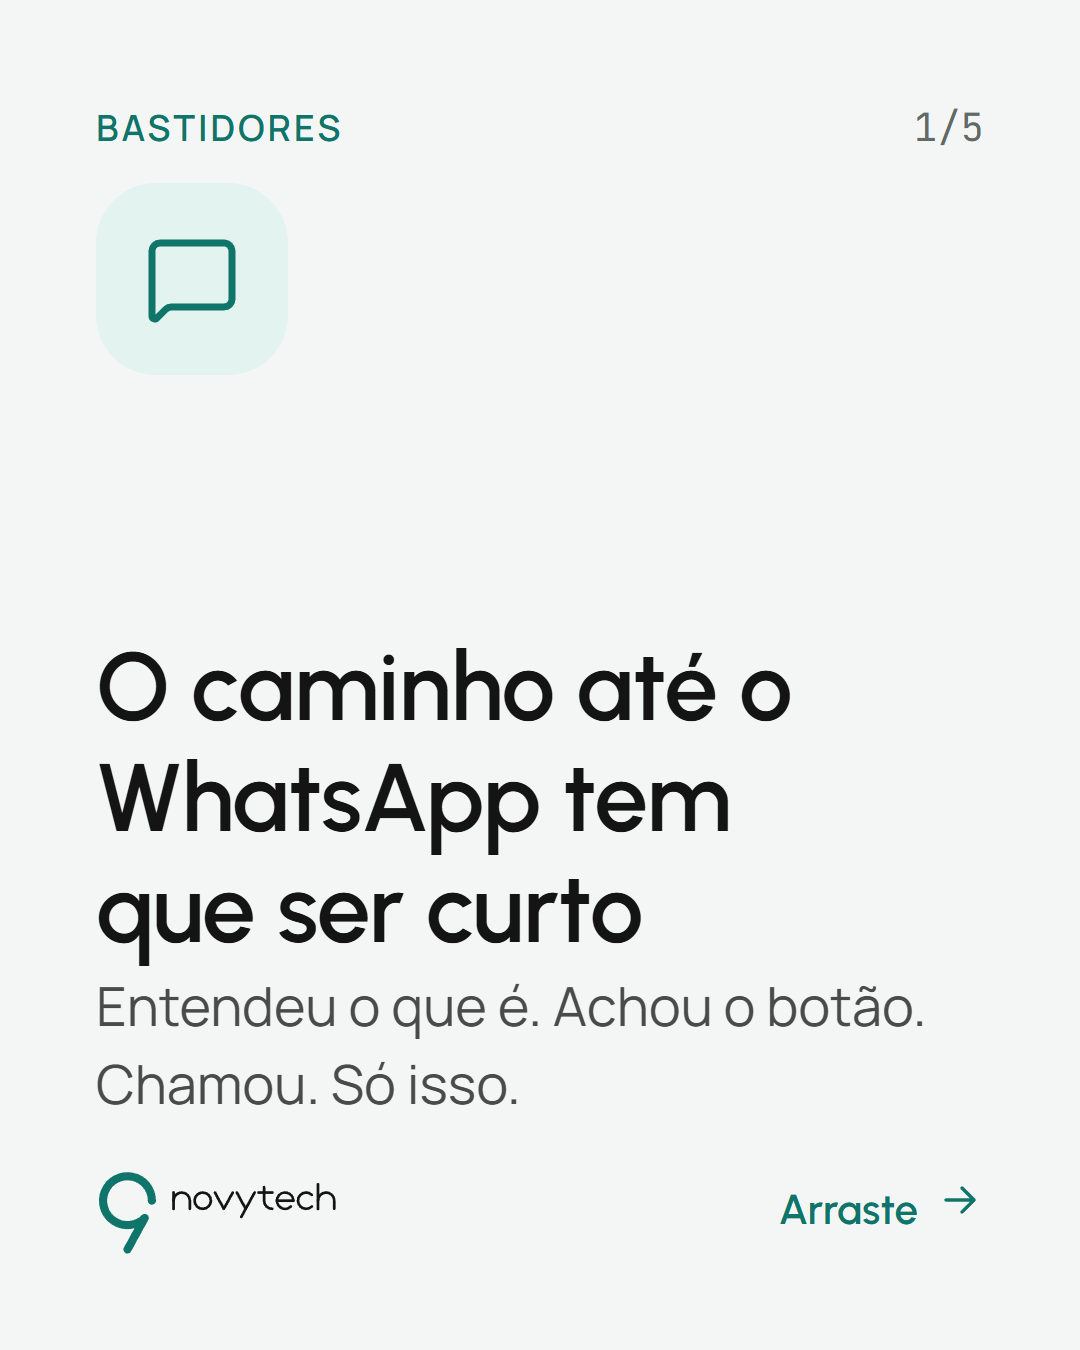 BASTIDORES
1/5
O caminho até o
WhatsApp tem
que ser curto
Entendeu o que é. Achou o botão.
Chamou. Só isso.
novytech
Arraste →